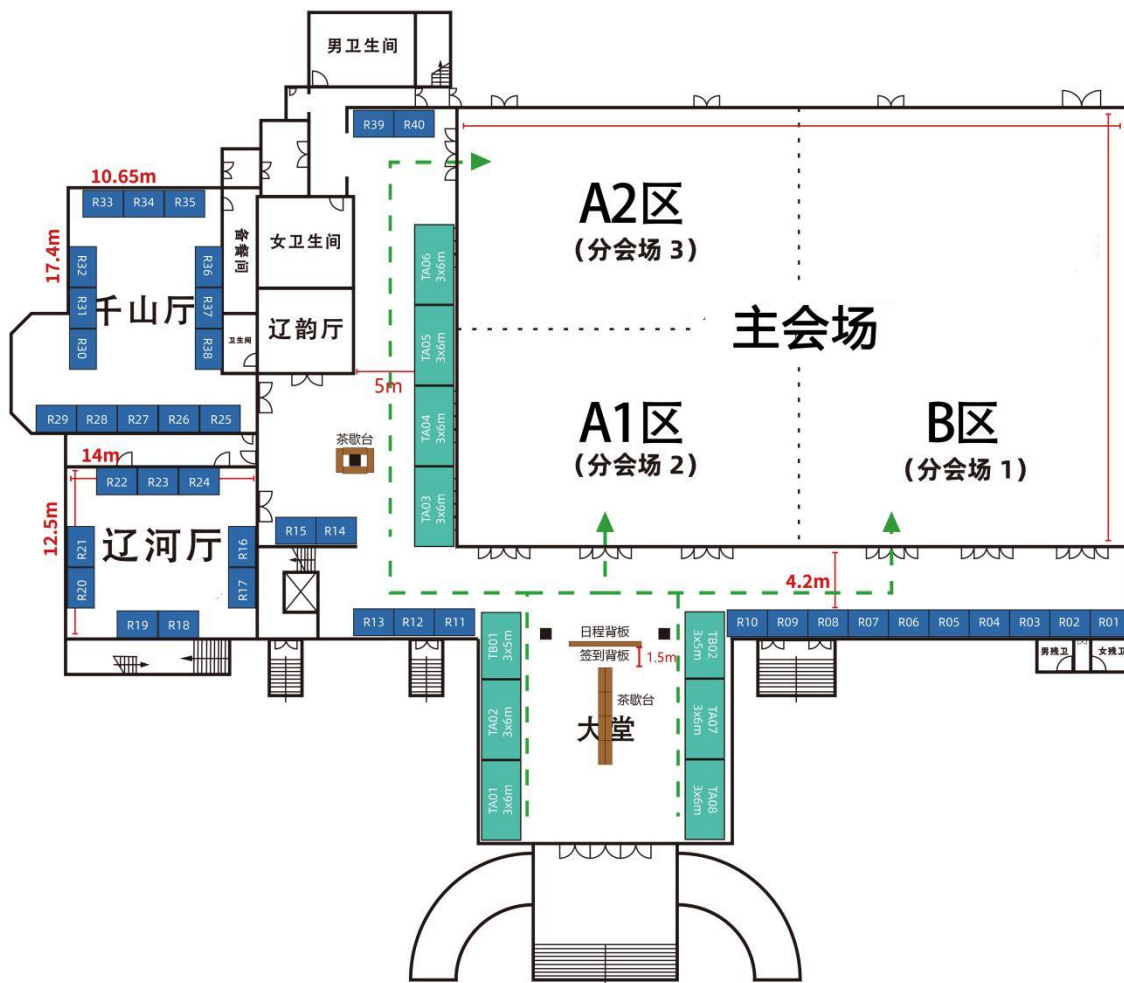 男卫生间
R39 R40
10.65m
R33 R34 R35
A2区
(分会场 3)
备餐间
女卫生间
17.4m
R32
R31
R30
R36
R37
R38
千山厅
TA06
3x6m
主会场
卫生间
辽韵厅
TA05
3x6m
5m
R29 R28 R27 R26 R25
TA04
3x6m
A1区
(分会场 2)
B区
(分会场 1)
茶歇台
14m
R22 R23 R24
TA03
3x6m
12.5m
R21
R20
辽河厅
R16
R17
R15 R14
4.2m
R19 R18
R13 R12 R11
TB01
3x5m
日程背板
签到背板
1.5m
TB02
3x5m
R10 R09 R08 R07 R06 R05 R04 R03 R02 R01
男残卫
女残卫
TA02
3x6m
茶歇台
大堂
TA07
3x6m
TA01
3x6m
TA08
3x6m